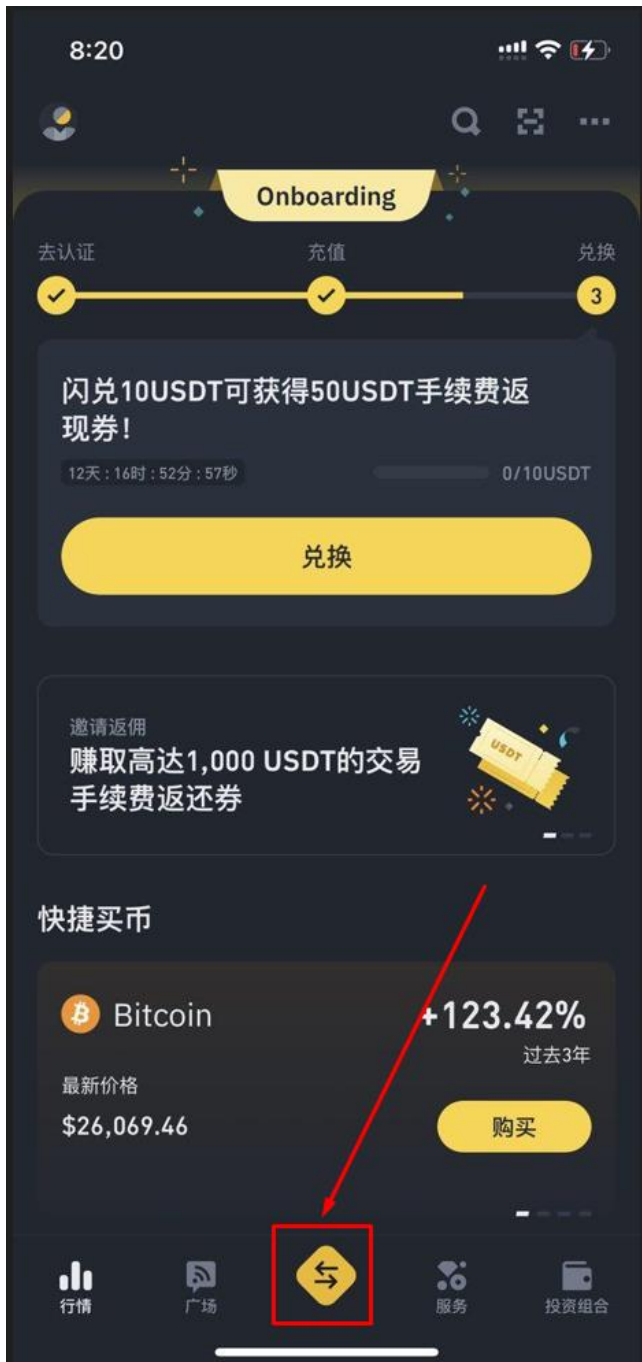 8:20
Onboarding
去认证
充值
兑换
3
闪兑10USDT可获得50USDT手续费返
现券!
12天:16时:52分:57秒
0/10USDT
兑换
邀请返佣
赚取高达1,000 USDT的交易
手续费返还券
USDT
快捷买币
Bitcoin
+123.42%
过去3年
最新价格
$26,069.46
购买
行情
广场
服务
投资组合